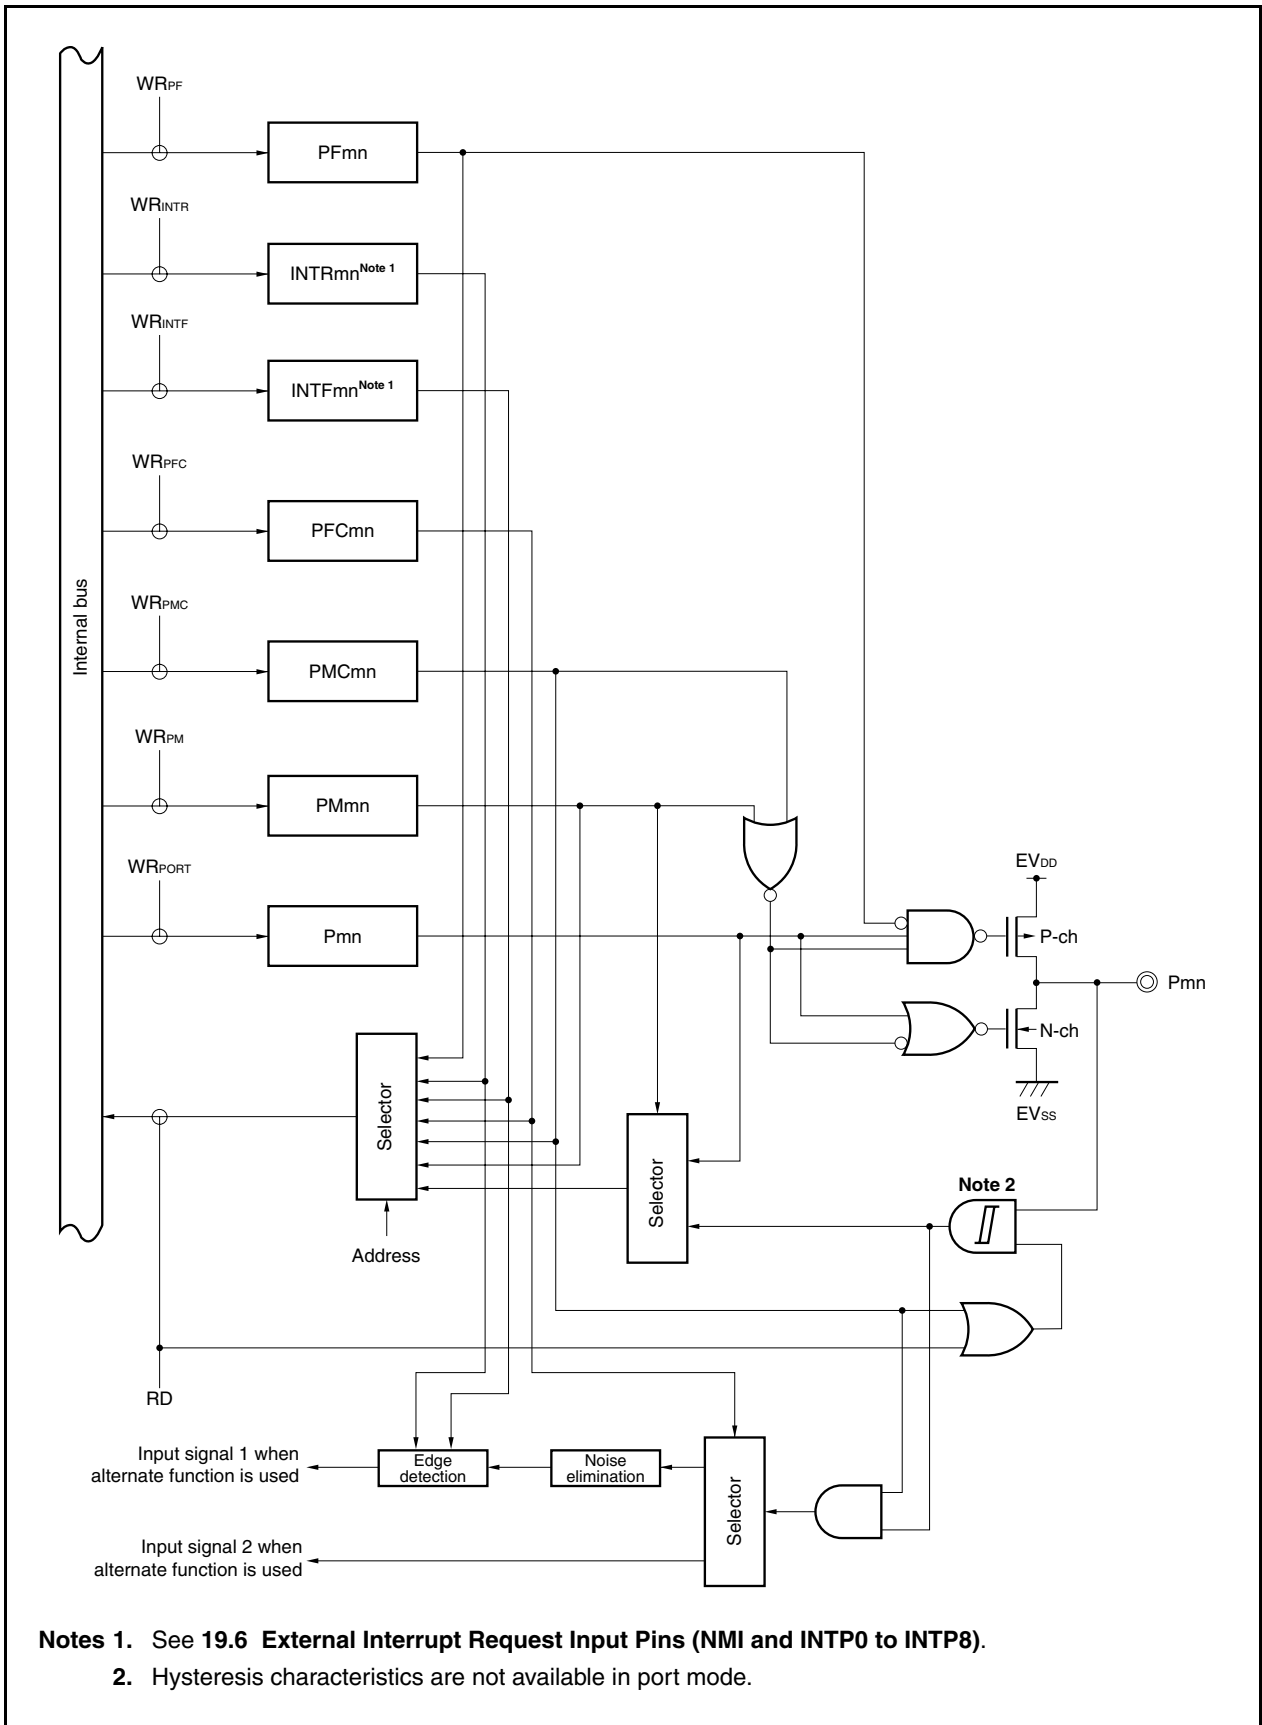 WRPF
PFmn
WRINTR
INTRmnNote 1
WRINTF
INTFmnNote 1
WRPFC
PFCmn
Internal bus
WRPMC
PMCmn
WRPM
PMmn
WRPORT
Pmn
EVDD
P-ch
Pmn
N-ch
EVSS
Selector
Address
Selector
Note 2
RD
Input signal 1 when
alternate function is used
Edge
detection
Noise
elimination
Selector
Input signal 2 when
alternate function is used
Notes 1. See 19.6 External Interrupt Request Input Pins (NMI and INTP0 to INTP8).
2. Hysteresis characteristics are not available in port mode.